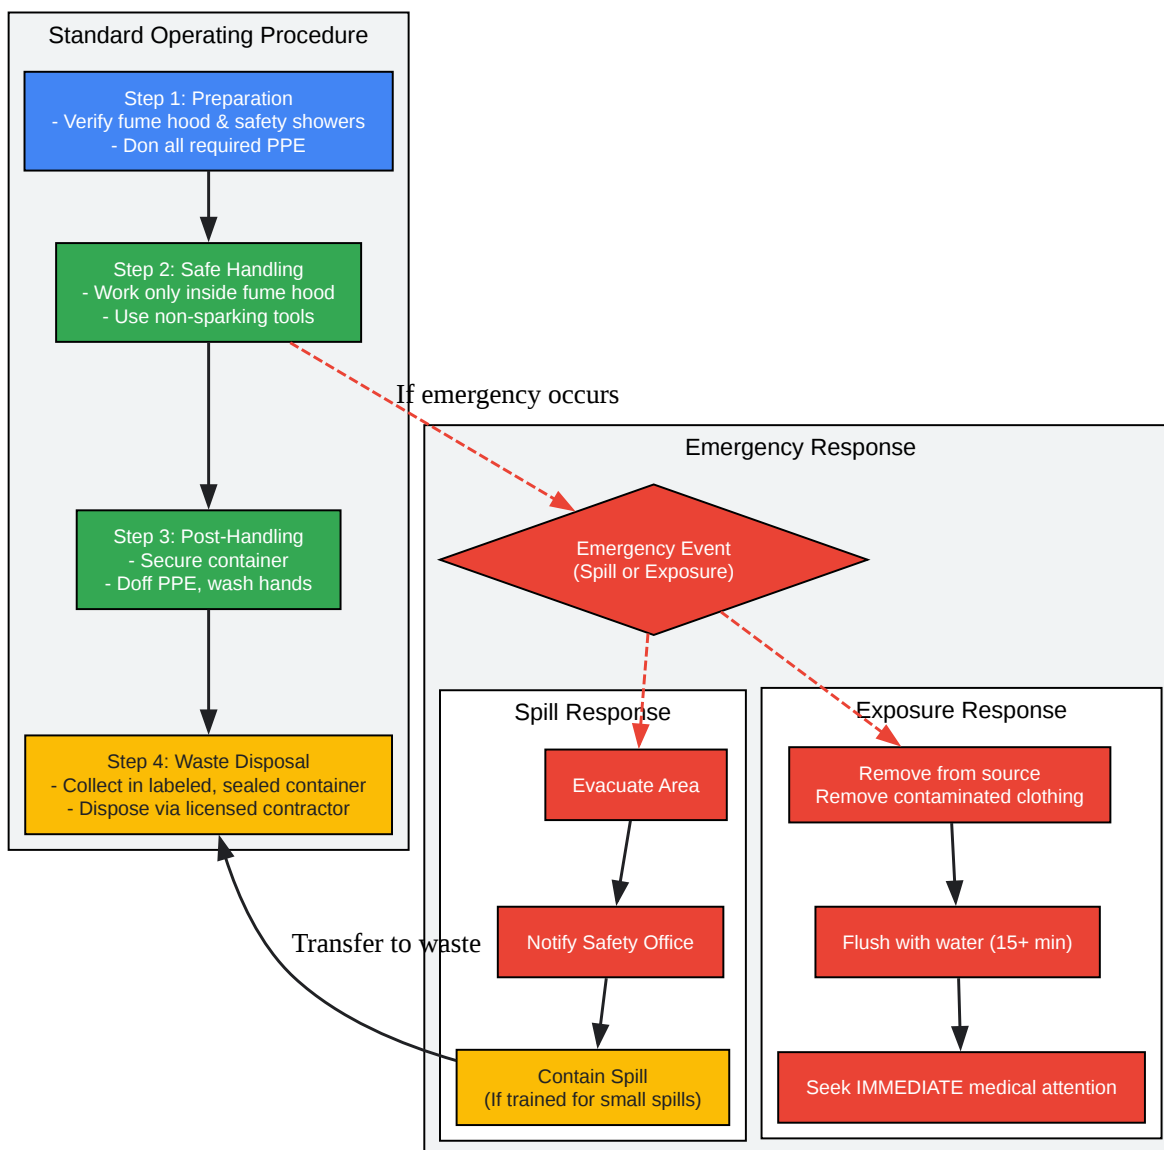 Standard Operating Procedure
Step 1: Preparation
- Verify fume hood & safety showers
- Don all required PPE
Step 2: Safe Handling
- Work only inside fume hood
- Use non-sparking tools
If emergency occurs
Step 3: Post-Handling
- Secure container
- Doff PPE, wash hands
Step 4: Waste Disposal
- Collect in labeled, sealed container
- Dispose via licensed contractor
Transfer to waste
Emergency Response
Emergency Event
(Spill or Exposure)
Spill Response
Evacuate Area
Notify Safety Office
Contain Spill
(If trained for small spills)
Exposure Response
Remove from source
Remove contaminated clothing
Flush with water (15+ min)
Seek IMMEDIATE medical attention